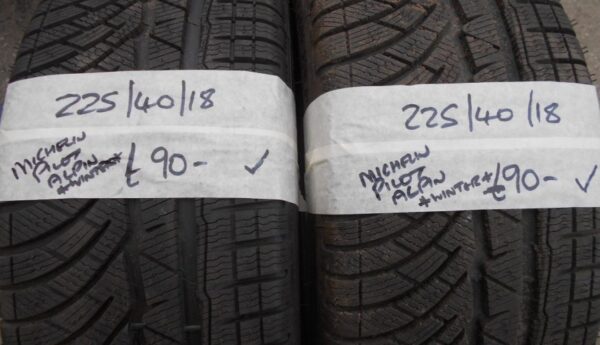 225/40/18
MICHELIN
PILOT
ALPIN
*WINTER*
£90-
225/40/18
MICHELIN
PILOT
ALPIN
*WINTER*
£90-